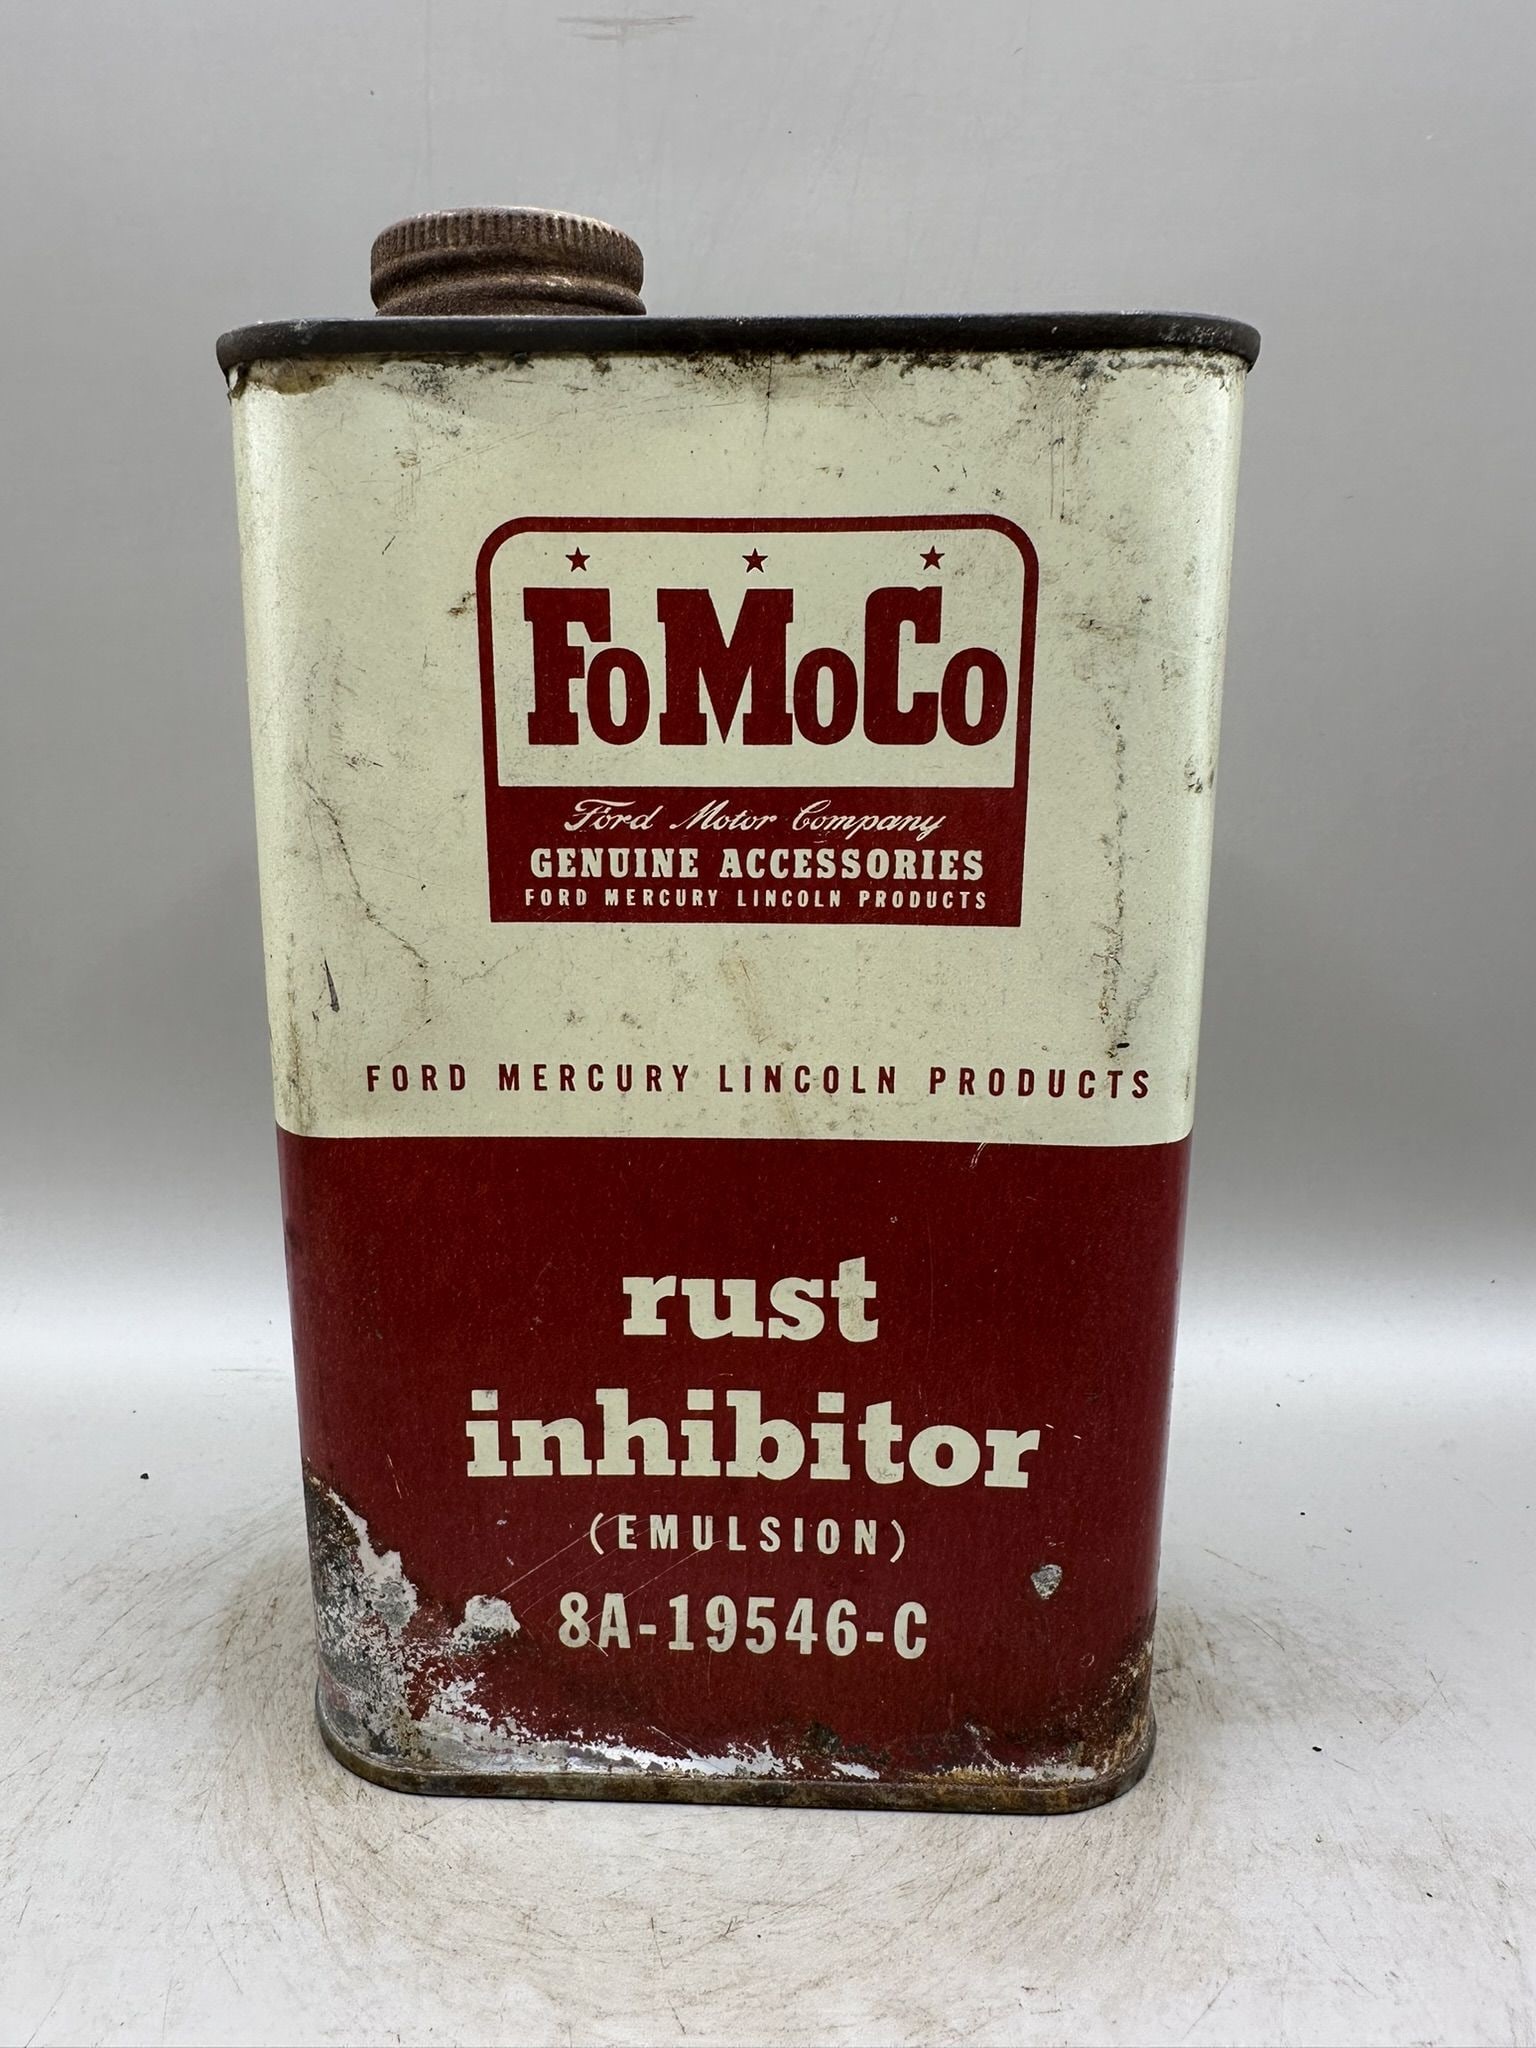 FoMoCo
Ford Motor Company
GENUINE ACCESSORIES
FORD MERCURY LINCOLN PRODUCTS
FORD MERCURY LINCOLN PRODUCTS
rust
inhibitor
(EMULSION)
8A-19546-C